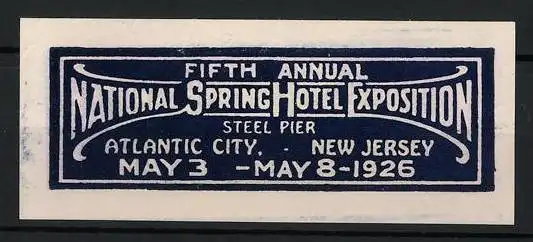 FIFTH ANNUAL
NATIONAL SPRING HOTEL EXPOSITION
STEEL PIER
ATLANTIC CITY. - NEW JERSEY
MAY 3 - MAY 8 - 1926